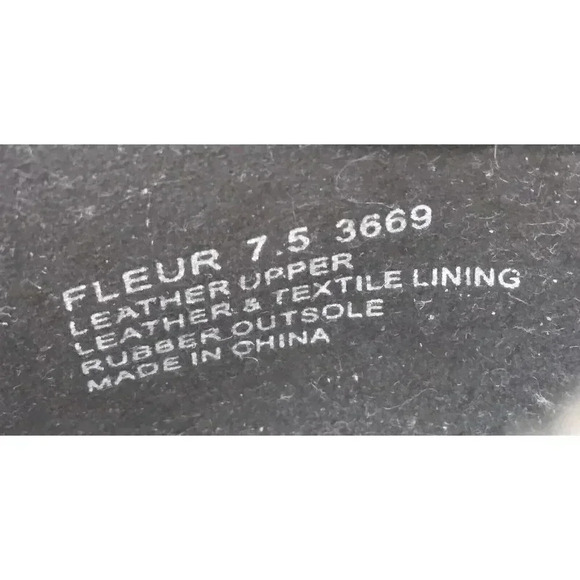 FLEUR 7.5 3669
LEATHER UPPER
LEATHER & TEXTILE LINING
RUBBER OUTSOLE
MADE IN CHINA